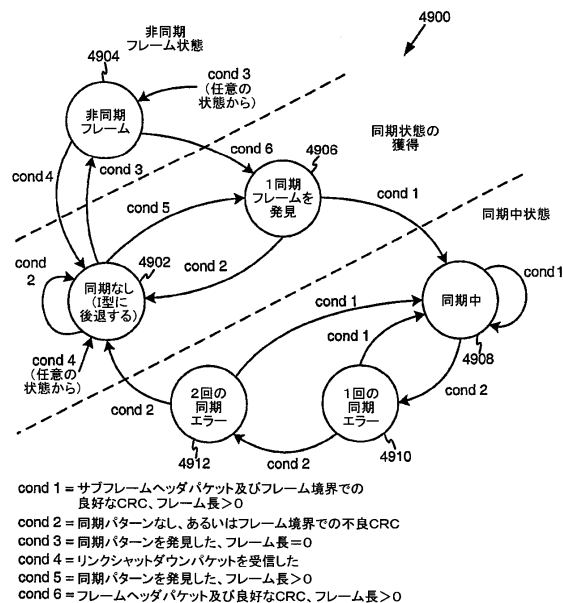 非同期
フレーム状態
4900
4904
cond 3
(任意の
状態から)
非同期
フレーム
同期状態の
獲得
cond 6
4906
cond 4
cond 3
1同期
フレームを
発見
cond 1
cond 5
同期中状態
cond 2
4902
cond 2
同期なし
(I型に
後退する)
cond 1
同期中
cond 1
cond 1
4908
cond 4
(任意の
状態から)
cond 2
2回の
同期
エラー
1回の
同期
エラー
cond 2
4912
cond 2
4910
cond 1 = サブフレームヘッダパケット及びフレーム境界での
良好なCRC、フレーム長>0
cond 2 = 同期パターンなし、あるいはフレーム境界での不良CRC
cond 3 = 同期パターンを発見した、フレーム長=0
cond 4 = リンクシャットダウンパケットを受信した
cond 5 = 同期パターンを発見した、フレーム長>0
cond 6 = フレームヘッダパケット及び良好なCRC、フレーム長>0